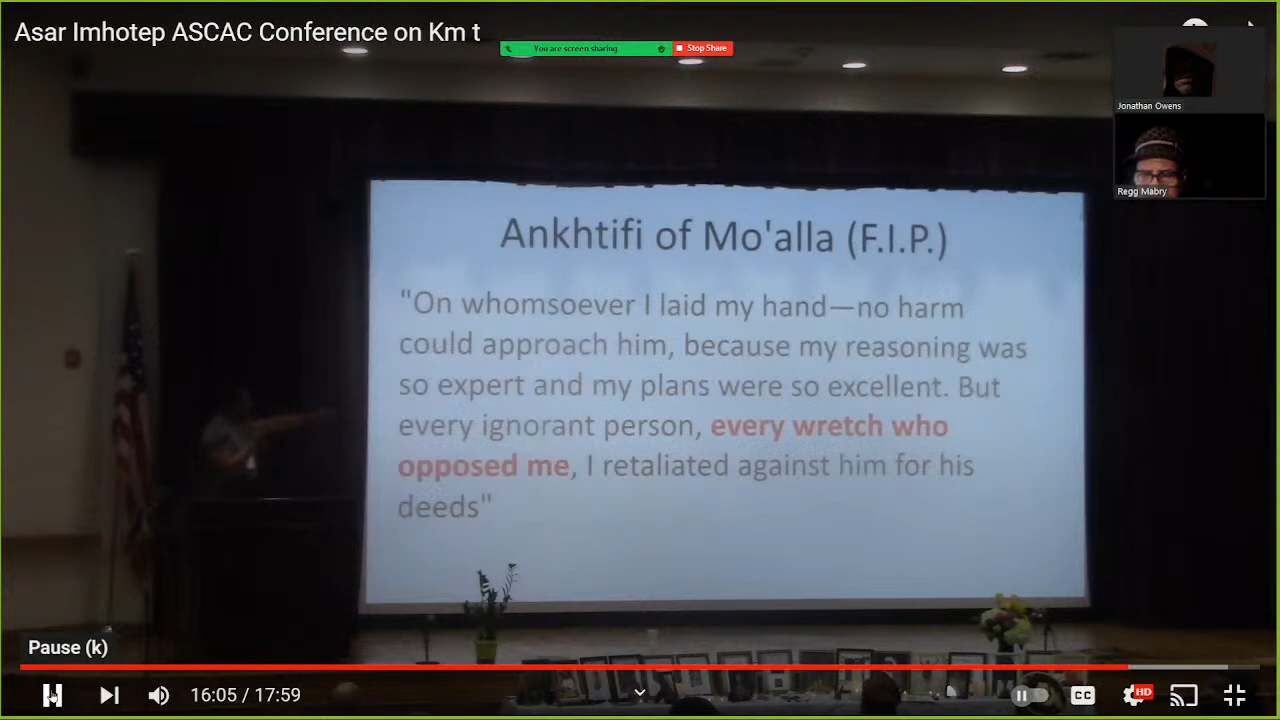 Asar Imhotep ASCAC Conference on Km t
You are screen sharing
Stop Share
Jonathan Owens
Regg Mabry
Ankhtifi of Mo'alla (F.I.P.)
"On whomsoever I laid my hand—no harm
could approach him, because my reasoning was
so expert and my plans were so excellent. But
every ignorant person, every wretch who
opposed me, I retaliated against him for his
deeds"
Pause (k)
16:05 / 17:59
CC
HD